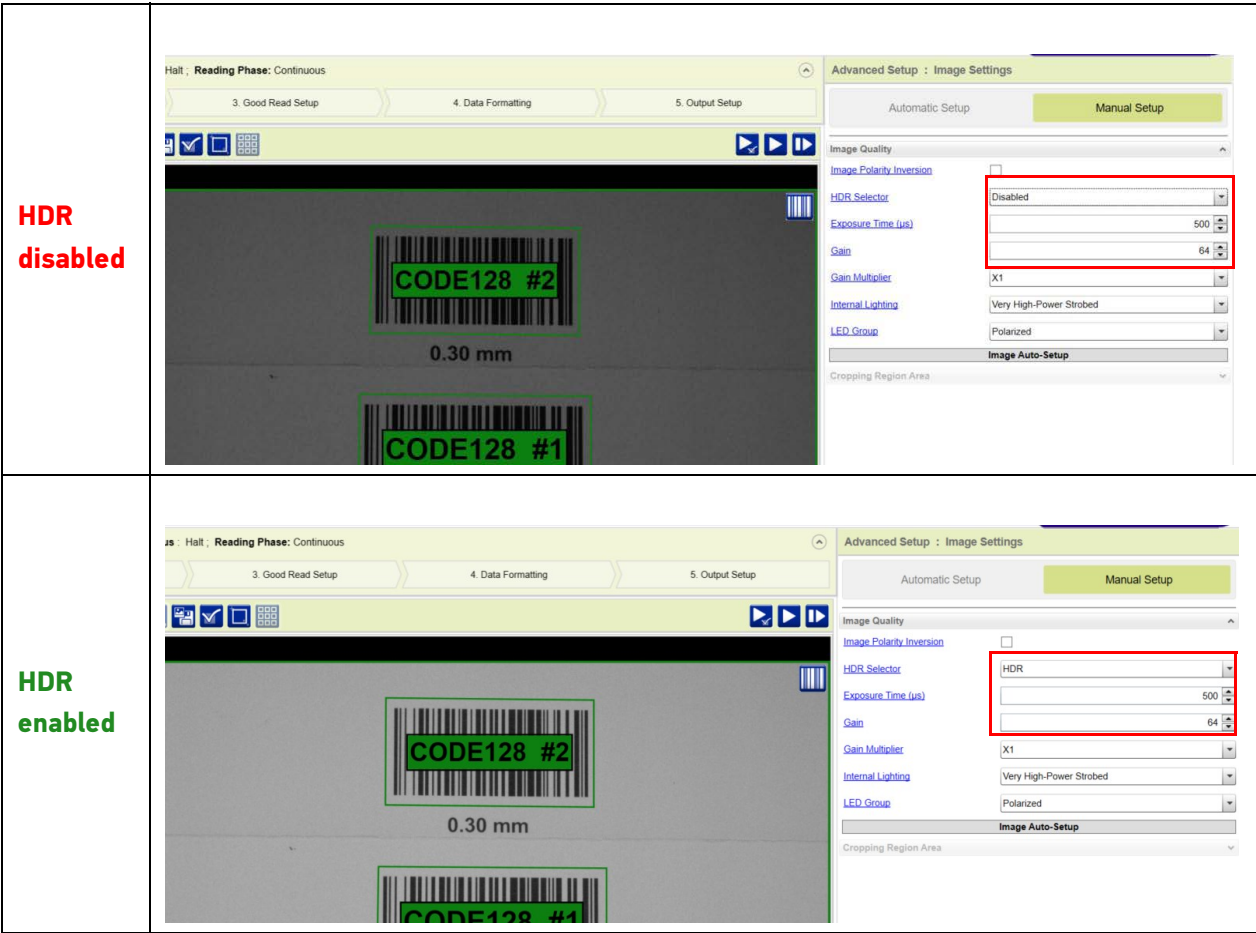 HDR
disabled
Halt ; Reading Phase: Continuous
3. Good Read Setup
4. Data Formatting
5. Output Setup
CODE128 #2
0.30 mm
CODE128 #1
Advanced Setup : Image Settings
Automatic Setup
Manual Setup
Image Quality
Image Polarity Inversion
HDR Selector Disabled
Exposure Time (µs) 500
Gain 64
Gain Multiplier X1
Internal Lighting Very High-Power Strobed
LED Group Polarized
Image Auto-Setup
Cropping Region Area
HDR
enabled
us : Halt ; Reading Phase: Continuous
3. Good Read Setup
4. Data Formatting
5. Output Setup
CODE128 #2
0.30 mm
CODE128 #1
Advanced Setup : Image Settings
Automatic Setup
Manual Setup
Image Quality
Image Polarity Inversion
HDR Selector HDR
Exposure Time (µs) 500
Gain 64
Gain Multiplier X1
Internal Lighting Very High-Power Strobed
LED Group Polarized
Image Auto-Setup
Cropping Region Area